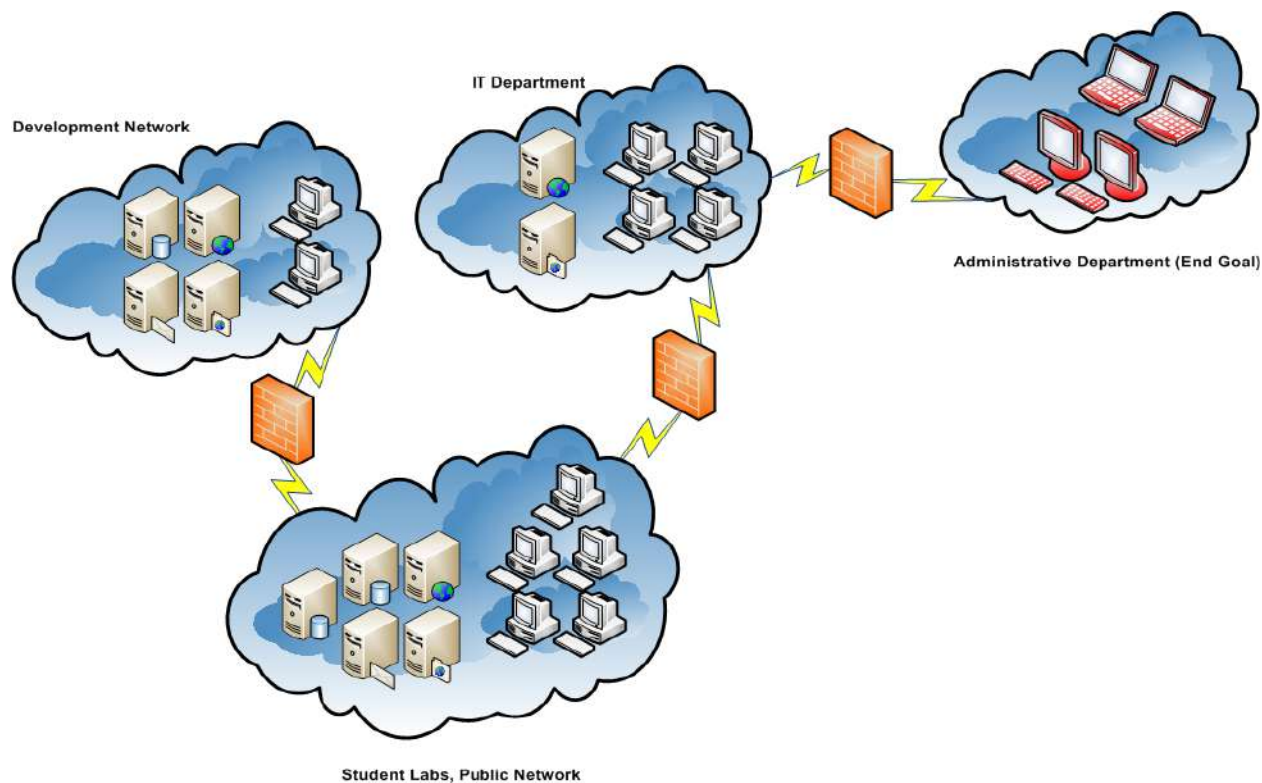 IT Department
Development Network
Administrative Department (End Goal)
Student Labs, Public Network